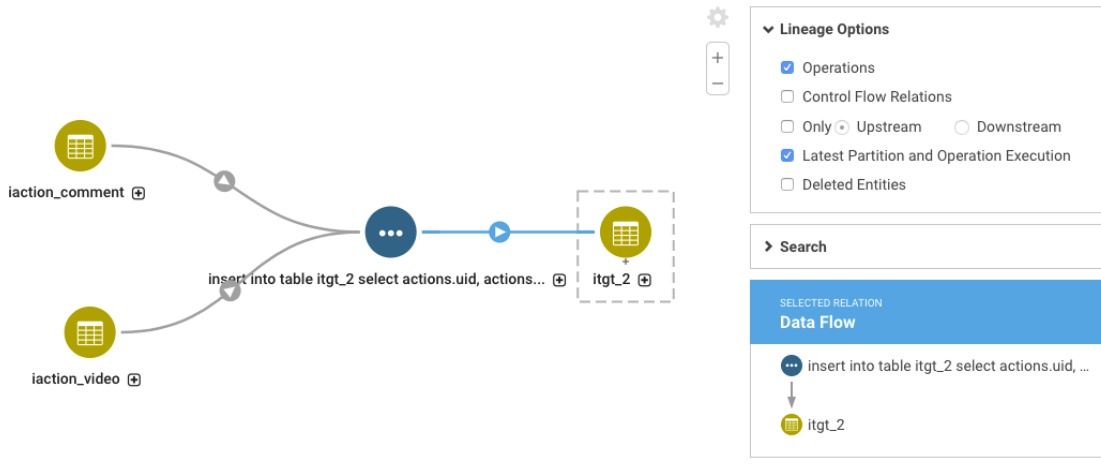 iaction_comment
insert into table itgt_2 select actions.uid, actions...
itgt_2
iaction_video
Lineage Options
Operations
Control Flow Relations
Only Upstream Downstream
Latest Partition and Operation Execution
Deleted Entities
Search
SELECTED RELATION
Data Flow
insert into table itgt_2 select actions.uid, ...
itgt_2